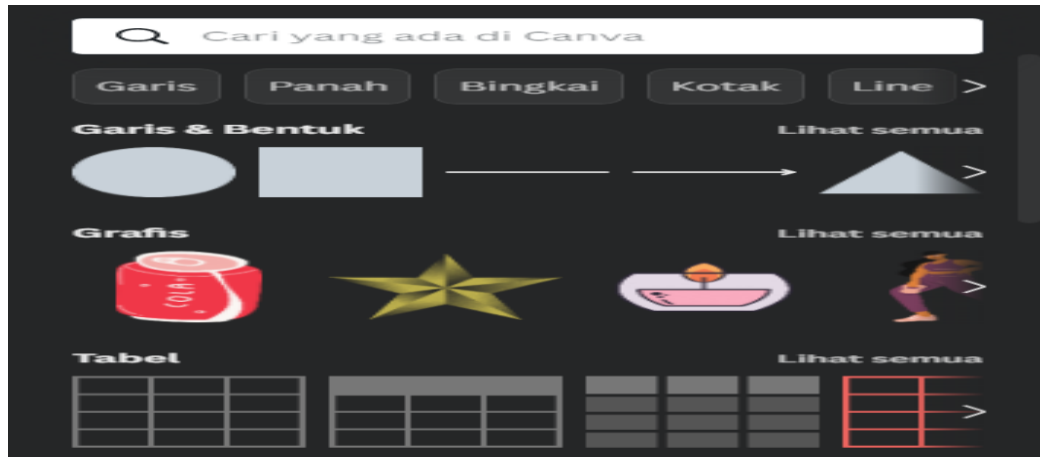 Cari yang ada di Canva
Garis Panah Bingkai Kotak Line
Garis & Bentuk Lihat semua
Grafis Lihat semua
COLA
Tabel Lihat semua